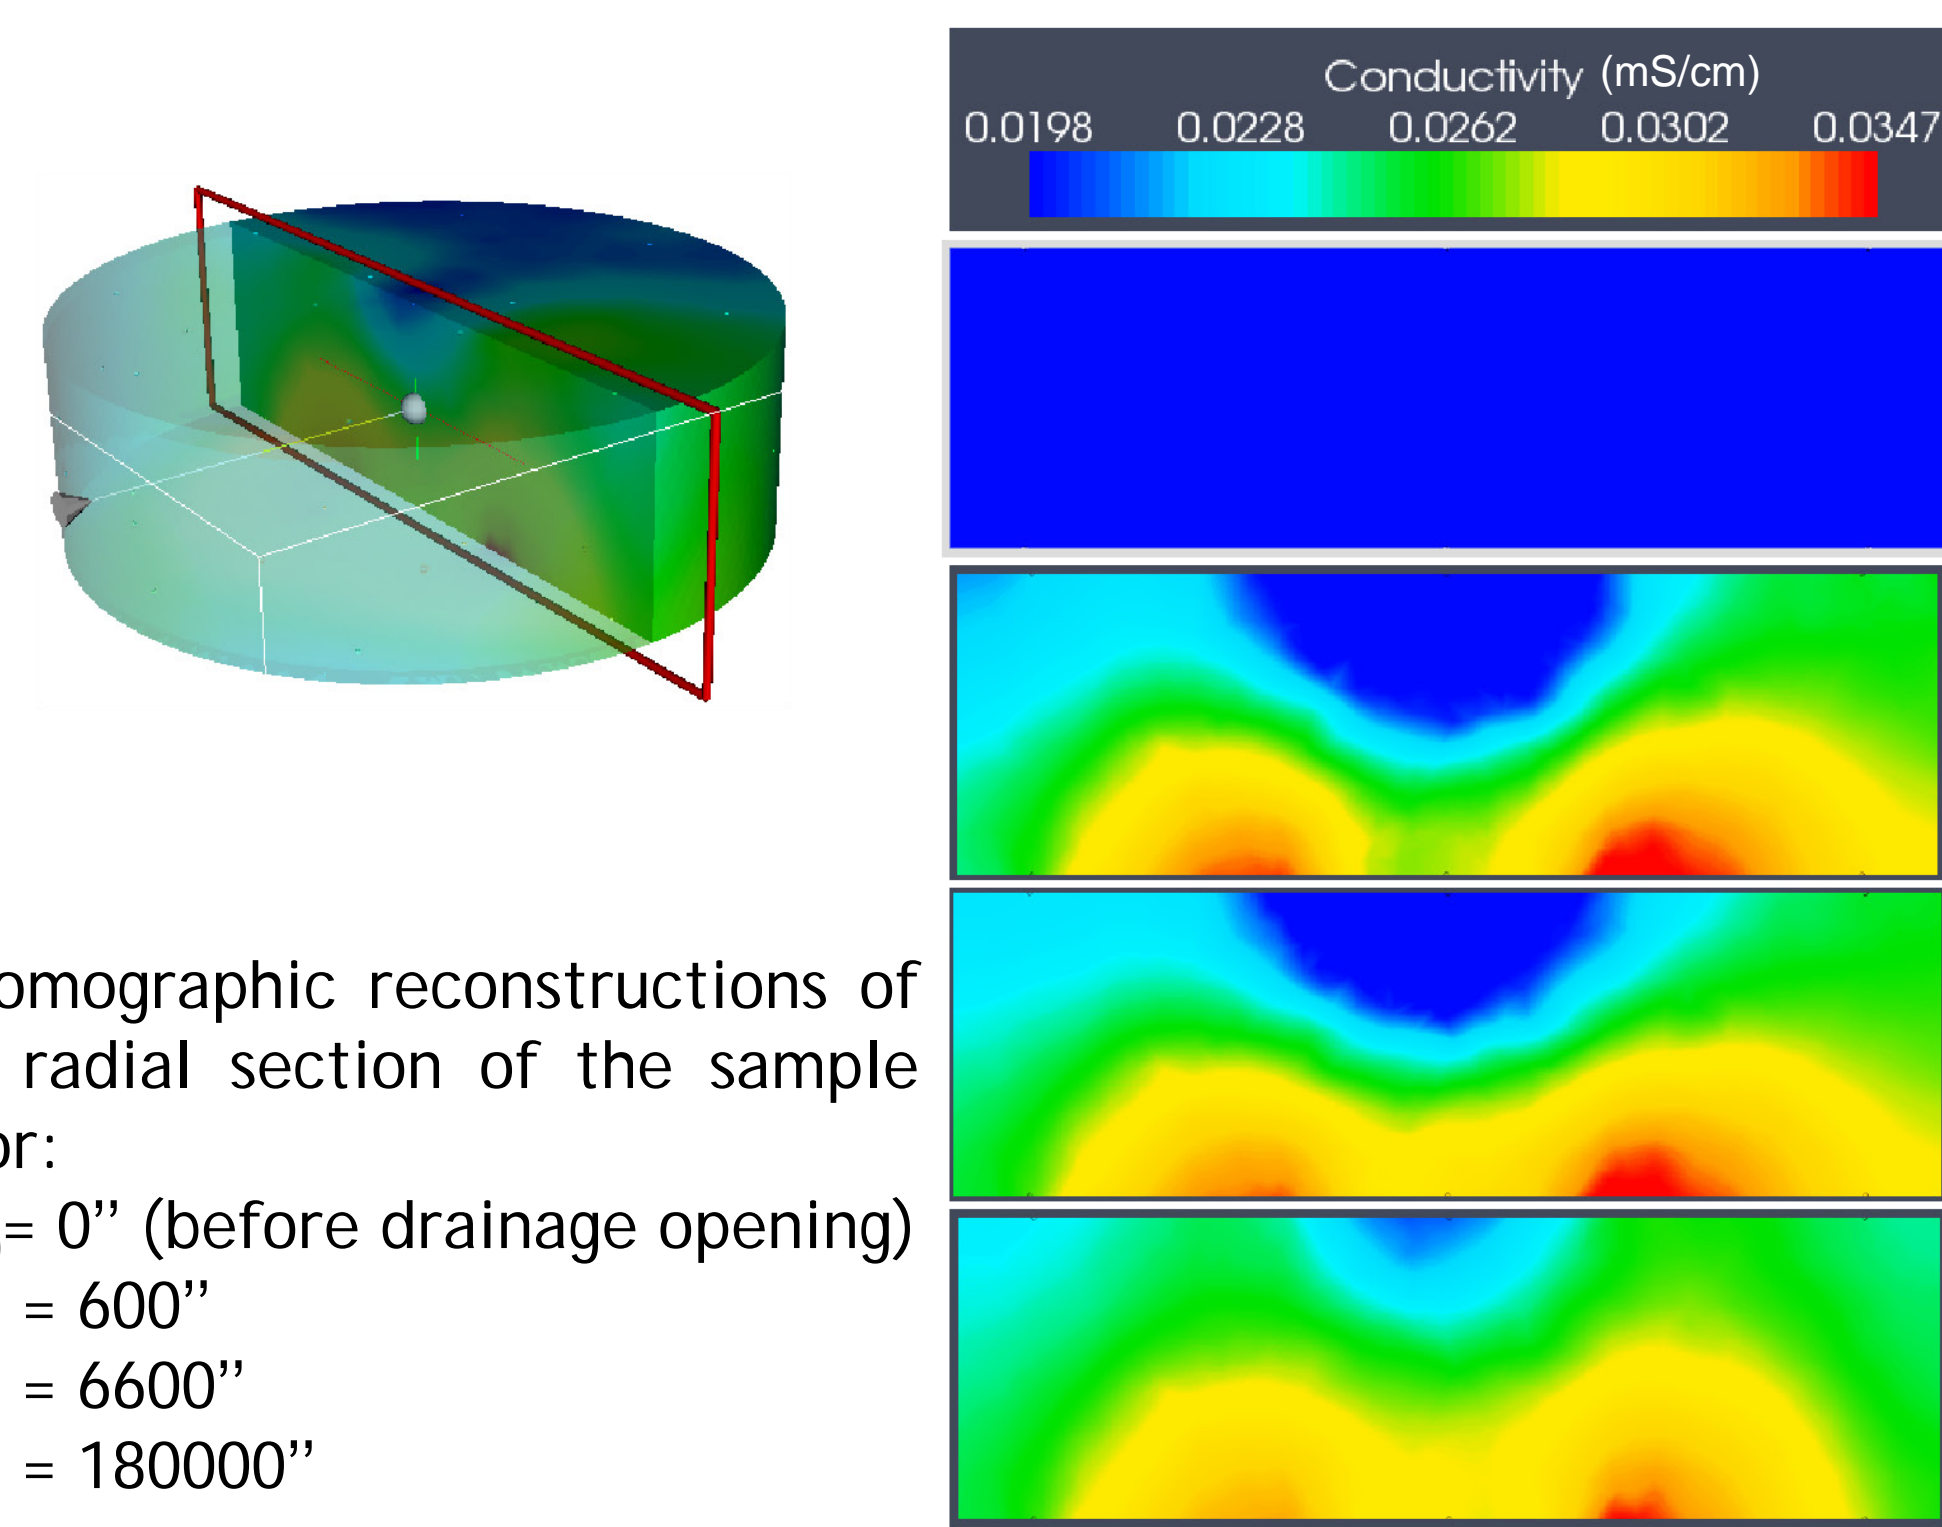 Conductivity (mS/cm)
0.0198 0.0228 0.0262 0.0302 0.0347
omographic reconstructions of
radial section of the sample
or:
= 0’’ (before drainage opening)
= 600’’
= 6600’’
= 180000’’